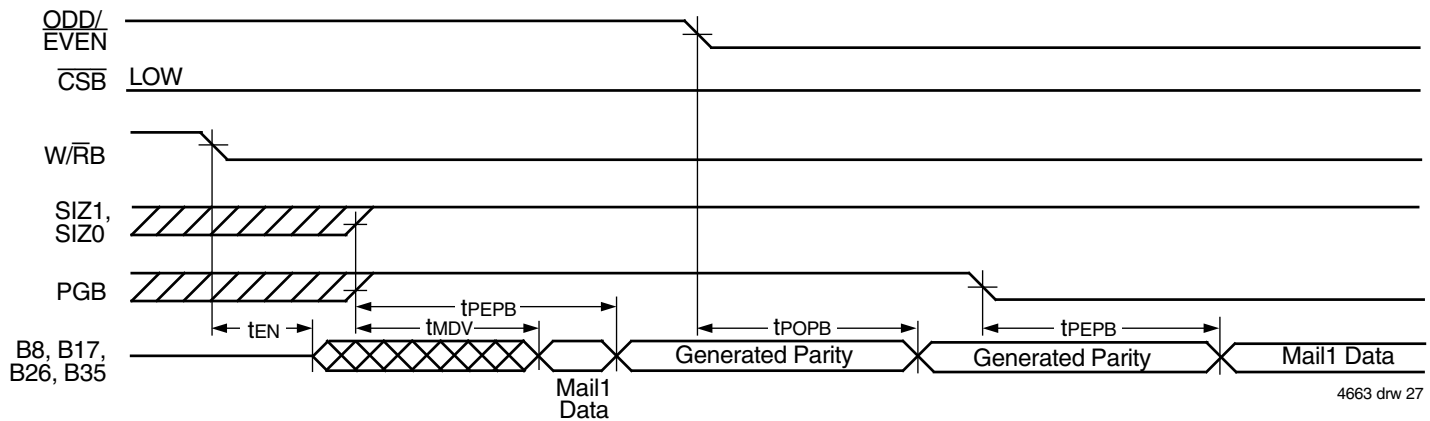 ODD/
EVEN
CSB LOW
W/RB
SIZ1,
SIZ0
PGB
tPEPB
tEN
tMDV
tPOPB
tPEPB
B8, B17,
B26, B35
Generated Parity
Generated Parity
Mail1 Data
Mail1
Data
4663 drw 27